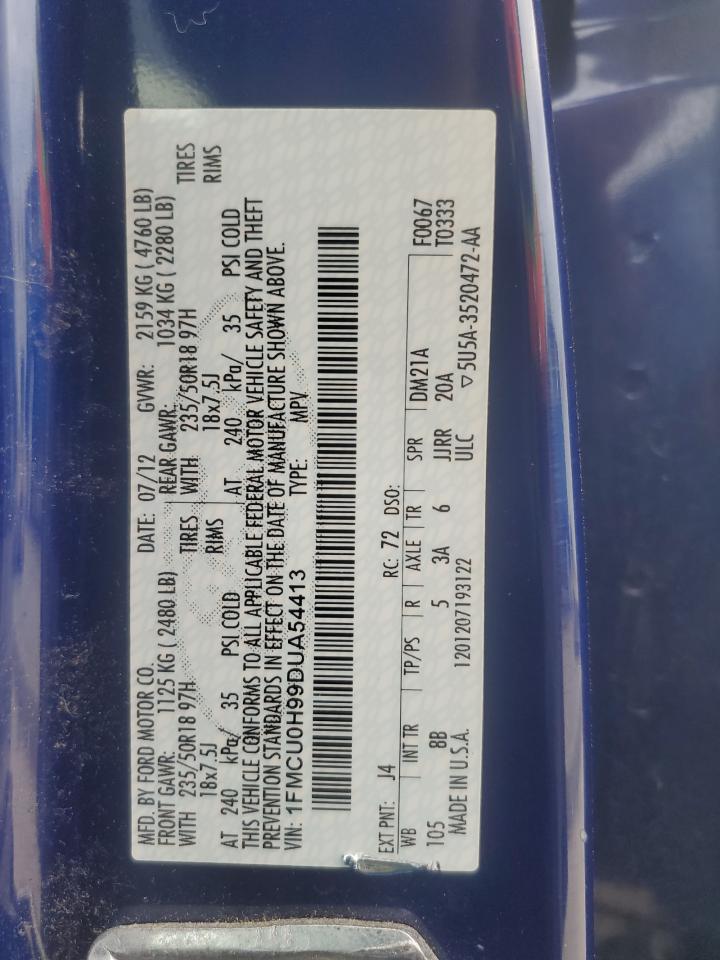 MFD. BY FORD MOTOR CO. DATE: 07/12 GVWR: 2159 KG ( 4760 LB)
FRONT GAWR: 1125 KG ( 2480 LB) REAR GAWR: 1034 KG ( 2280 LB)
WITH 235/50R18 97H TIRES WITH 235/50R18 97H TIRES
18x7.5J RIMS 18x7.5J RIMS
AT 240 kPa/ 35 PSI COLD AT 240 kPa/ 35 PSI COLD
THIS VEHICLE CONFORMS TO ALL APPLICABLE FEDERAL MOTOR VEHICLE SAFETY AND THEFT
PREVENTION STANDARDS IN EFFECT ON THE DATE OF MANUFACTURE SHOWN ABOVE.
VIN: 1FMCU0H99DUA54413 TYPE: MPV
EXT PNT: J4 RC: 72 DSO: F0067
WB INT TR TP/PS R AXLE TR SPR DM21A T0333
105 8B 5 3A 6 JJRR 20A
MADE IN U.S.A. 1201207193122 ULC ▽5U5A-3520472-AA